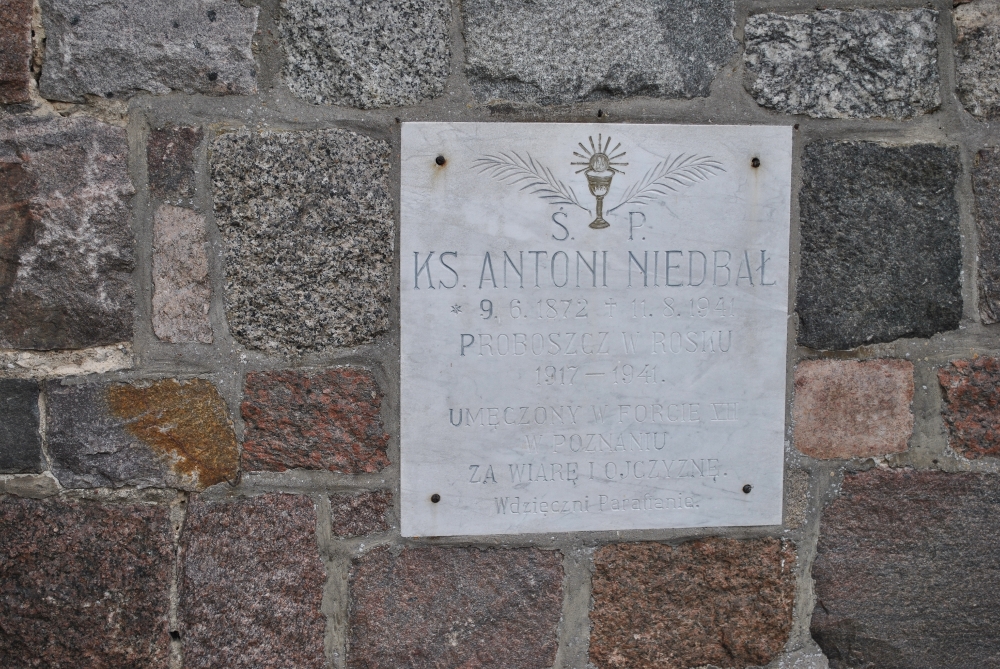 Ś. P.
KS. ANTONI NIEDBAŁ
* 9. 6. 1872 † 11. 8. 1941
PROBOSZCZ W ROSKU
1917 — 1941.
UMĘCZONY W FORCIE VII
W POZNANIU
ZA WIARĘ I OJCZYZNĘ.
Wdzięczni Parafianie.